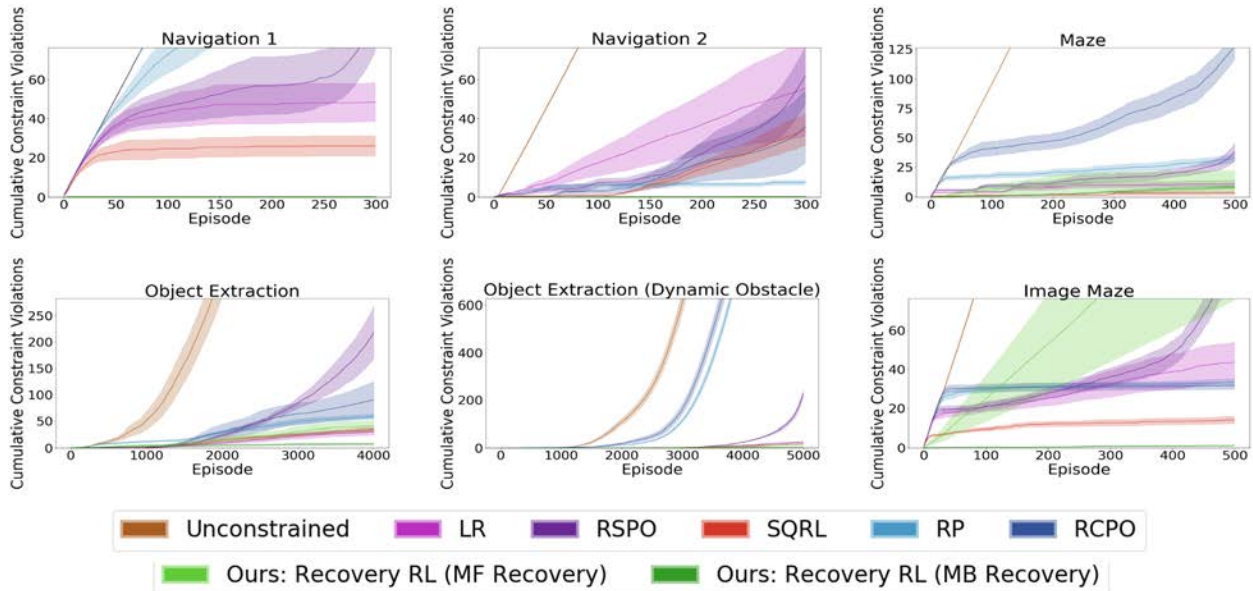 Navigation 1
Cumulative Constraint Violations
60
40
20
0
0 50 100 150 200 250 300
Episode
Navigation 2
Cumulative Constraint Violations
60
40
20
0
0 50 100 150 200 250 300
Episode
Maze
Cumulative Constraint Violations
125
100
75
50
25
0
0 100 200 300 400 500
Episode
Object Extraction
Cumulative Constraint Violations
250
200
150
100
50
0
0 1000 2000 3000 4000
Episode
Object Extraction (Dynamic Obstacle)
Cumulative Constraint Violations
600
400
200
0
0 1000 2000 3000 4000 5000
Episode
Image Maze
Cumulative Constraint Violations
60
40
20
0
0 100 200 300 400 500
Episode
Unconstrained LR RSPO SQRL RP RCPO
Ours: Recovery RL (MF Recovery) Ours: Recovery RL (MB Recovery)